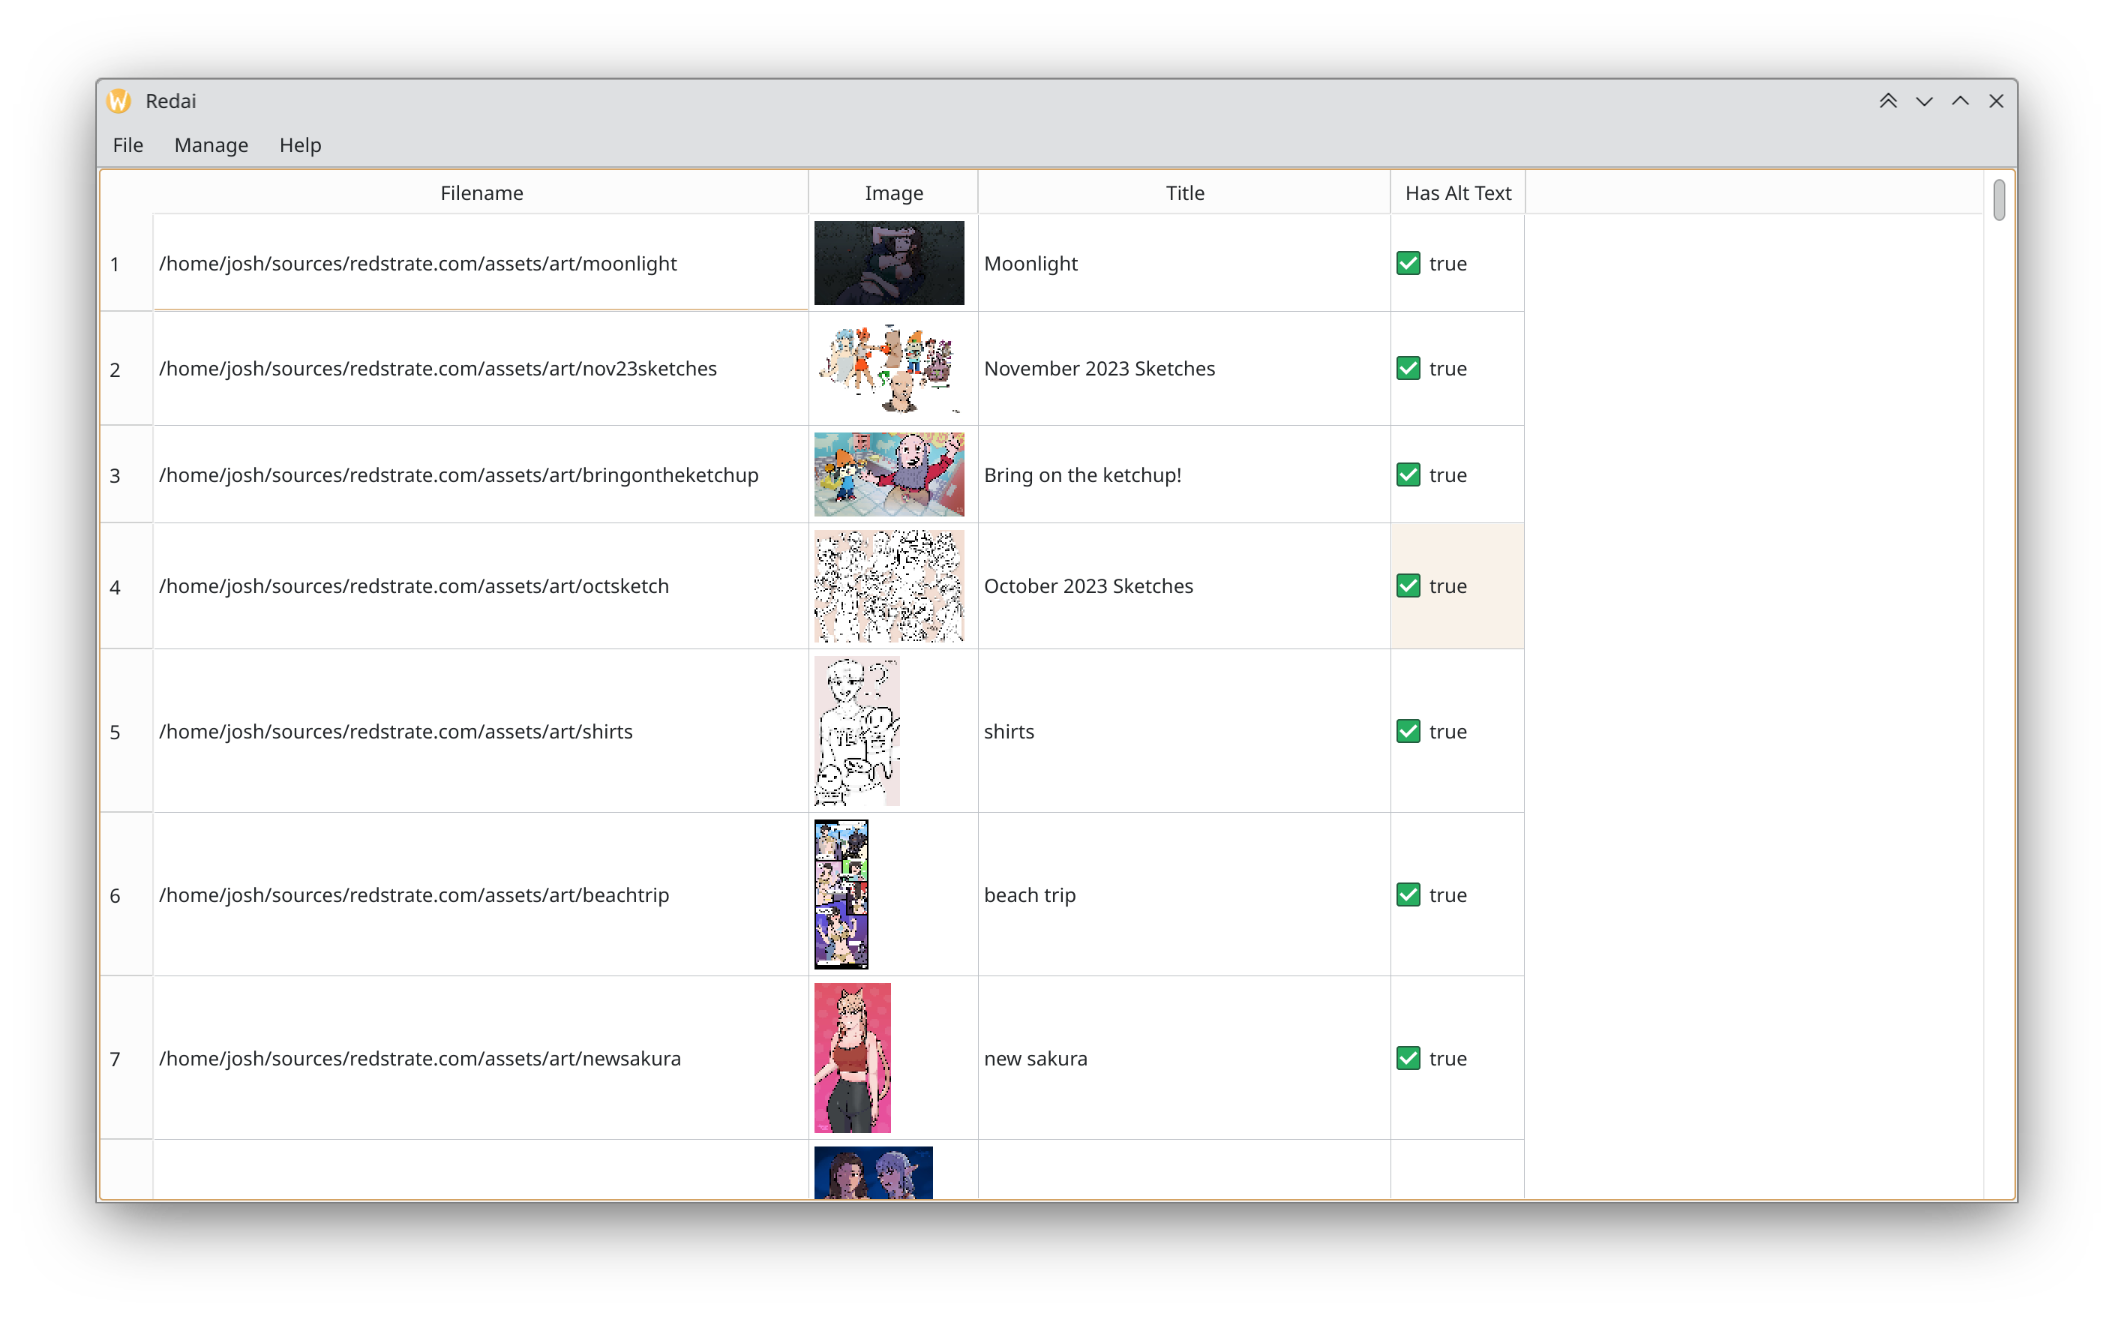 Redai
File Manage Help
Filename Image Title Has Alt Text
1 /home/josh/sources/redstrate.com/assets/art/moonlight Moonlight true
2 /home/josh/sources/redstrate.com/assets/art/nov23sketches November 2023 Sketches true
3 /home/josh/sources/redstrate.com/assets/art/bringontheketchup Bring on the ketchup! true
4 /home/josh/sources/redstrate.com/assets/art/octsketch October 2023 Sketches true
5 /home/josh/sources/redstrate.com/assets/art/shirts shirts true
6 /home/josh/sources/redstrate.com/assets/art/beachtrip beach trip true
7 /home/josh/sources/redstrate.com/assets/art/newsakura new sakura true